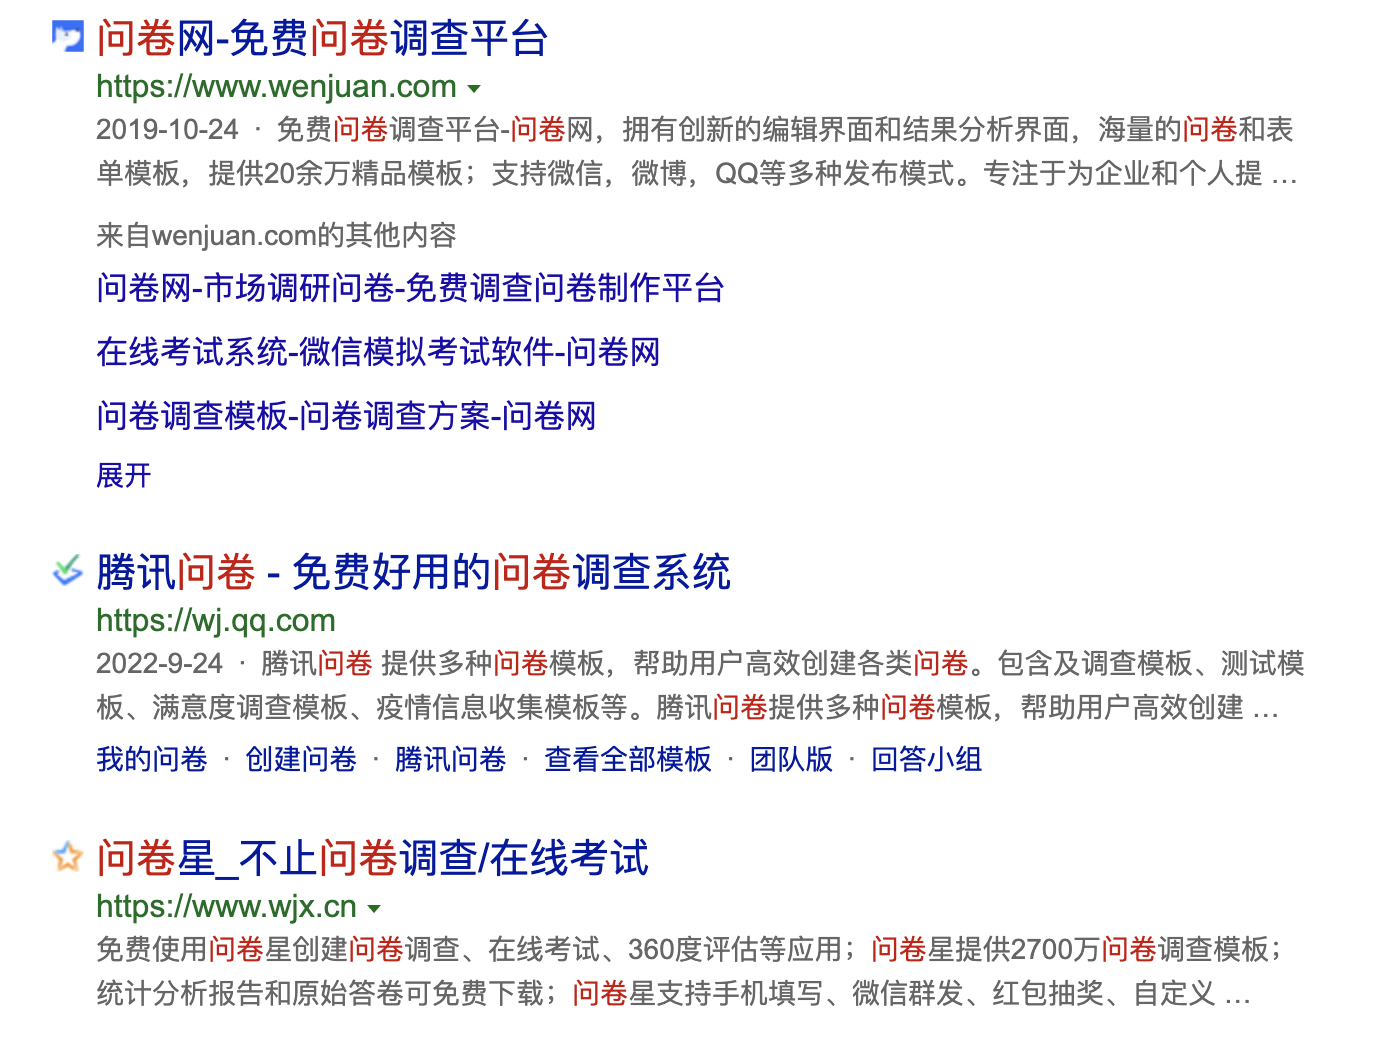 问卷网-免费问卷调查平台
https://www.wenjuan.com
2019-10-24 · 免费问卷调查平台-问卷网，拥有创新的编辑界面和结果分析界面，海量的问卷和表
单模板，提供20余万精品模板；支持微信，微博，QQ等多种发布模式。专注于为企业和个人提 …
来自wenjuan.com的其他内容
问卷网-市场调研问卷-免费调查问卷制作平台
在线考试系统-微信模拟考试软件-问卷网
问卷调查模板-问卷调查方案-问卷网
展开
腾讯问卷 - 免费好用的问卷调查系统
https://wj.qq.com
2022-9-24 · 腾讯问卷 提供多种问卷模板，帮助用户高效创建各类问卷。包含及调查模板、测试模
板、满意度调查模板、疫情信息收集模板等。腾讯问卷提供多种问卷模板，帮助用户高效创建 …
我的问卷 · 创建问卷 · 腾讯问卷 · 查看全部模板 · 团队版 · 回答小组
问卷星_不止问卷调查/在线考试
https://www.wjx.cn
免费使用问卷星创建问卷调查、在线考试、360度评估等应用；问卷星提供2700万问卷调查模板；
统计分析报告和原始答卷可免费下载；问卷星支持手机填写、微信群发、红包抽奖、自定义 …